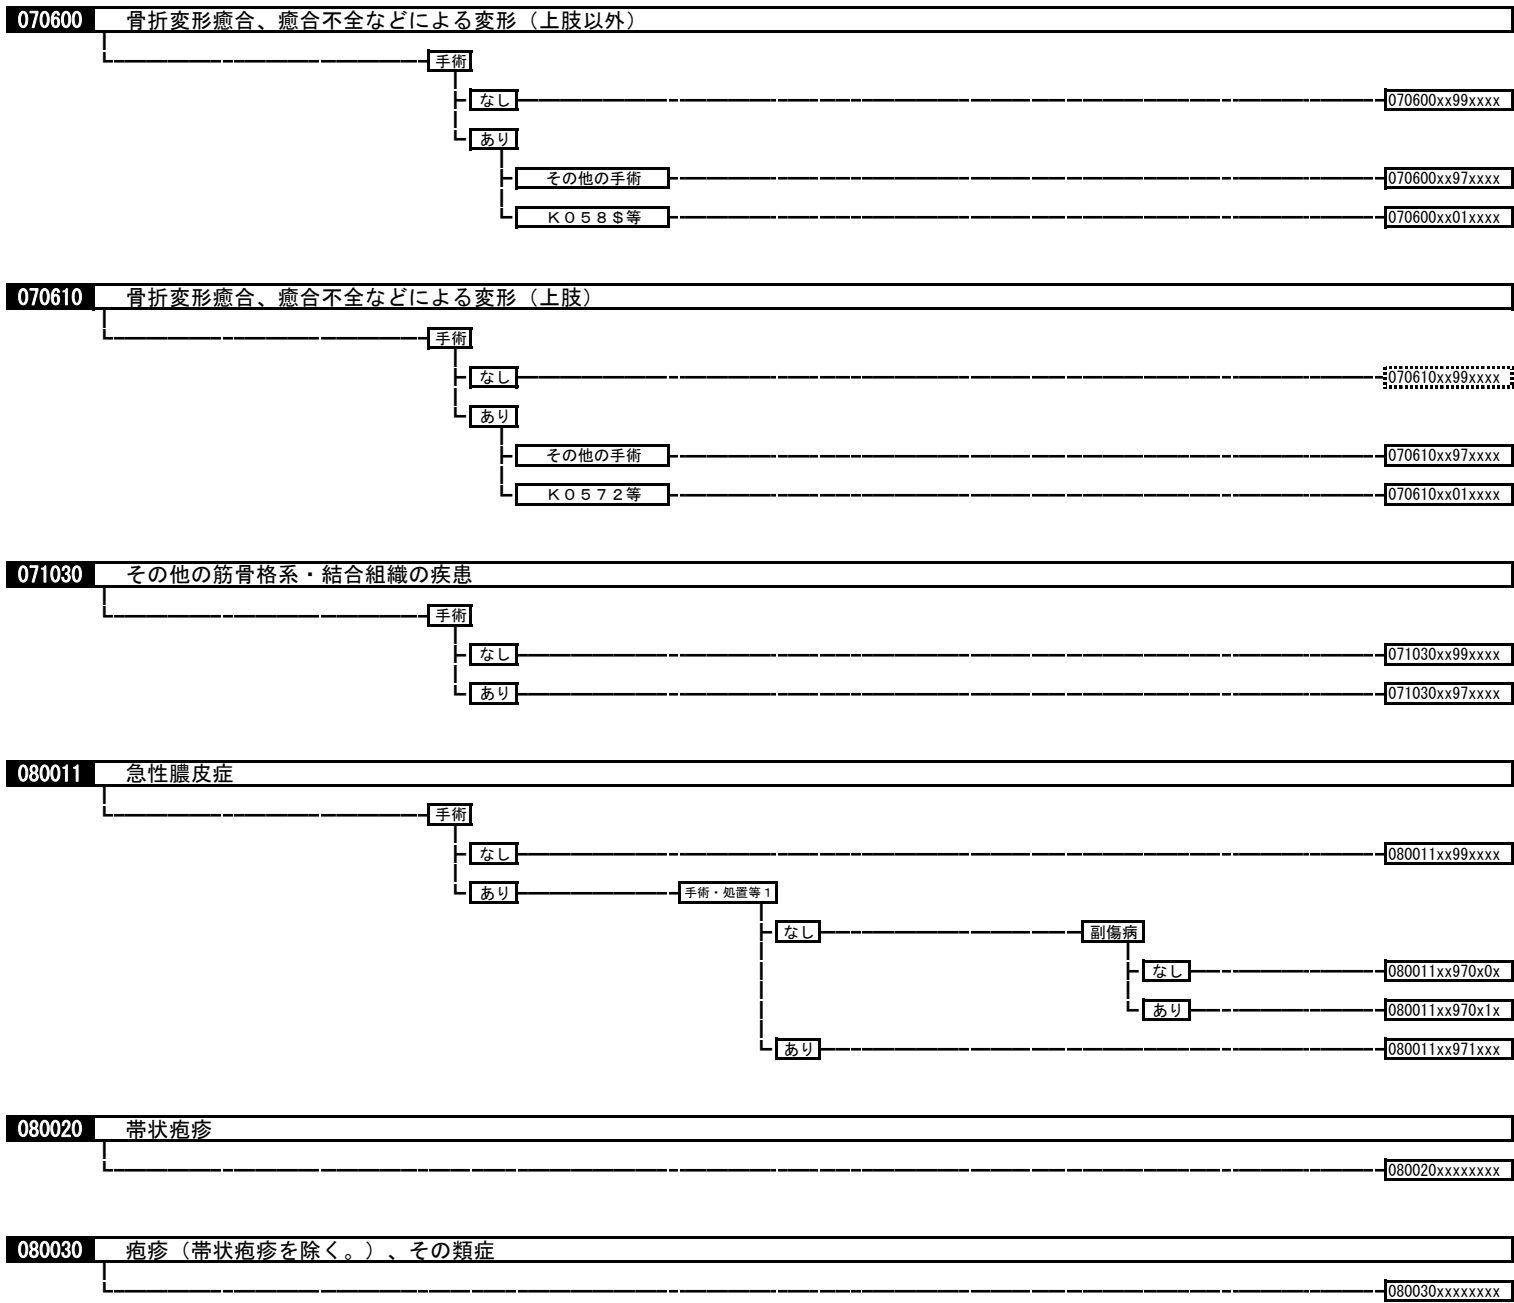 070600 骨折変形癒合、癒合不全などによる変形（上肢以外）
手術
なし 070600xx99xxxx
あり
その他の手術 070600xx97xxxx
Ｋ０５８＄等 070600xx01xxxx
070610 骨折変形癒合、癒合不全などによる変形（上肢）
手術
なし 070610xx99xxxx
あり
その他の手術 070610xx97xxxx
Ｋ０５７２等 070610xx01xxxx
071030 その他の筋骨格系・結合組織の疾患
手術
なし 071030xx99xxxx
あり 071030xx97xxxx
080011 急性膿皮症
手術
なし 080011xx99xxxx
あり 手術・処置等１
なし 副傷病
なし 080011xx970x0x
あり 080011xx970x1x
あり 080011xx971xxx
080020 帯状疱疹
080020xxxxxxxx
080030 疱疹（帯状疱疹を除く。）、その類症
080030xxxxxxxx